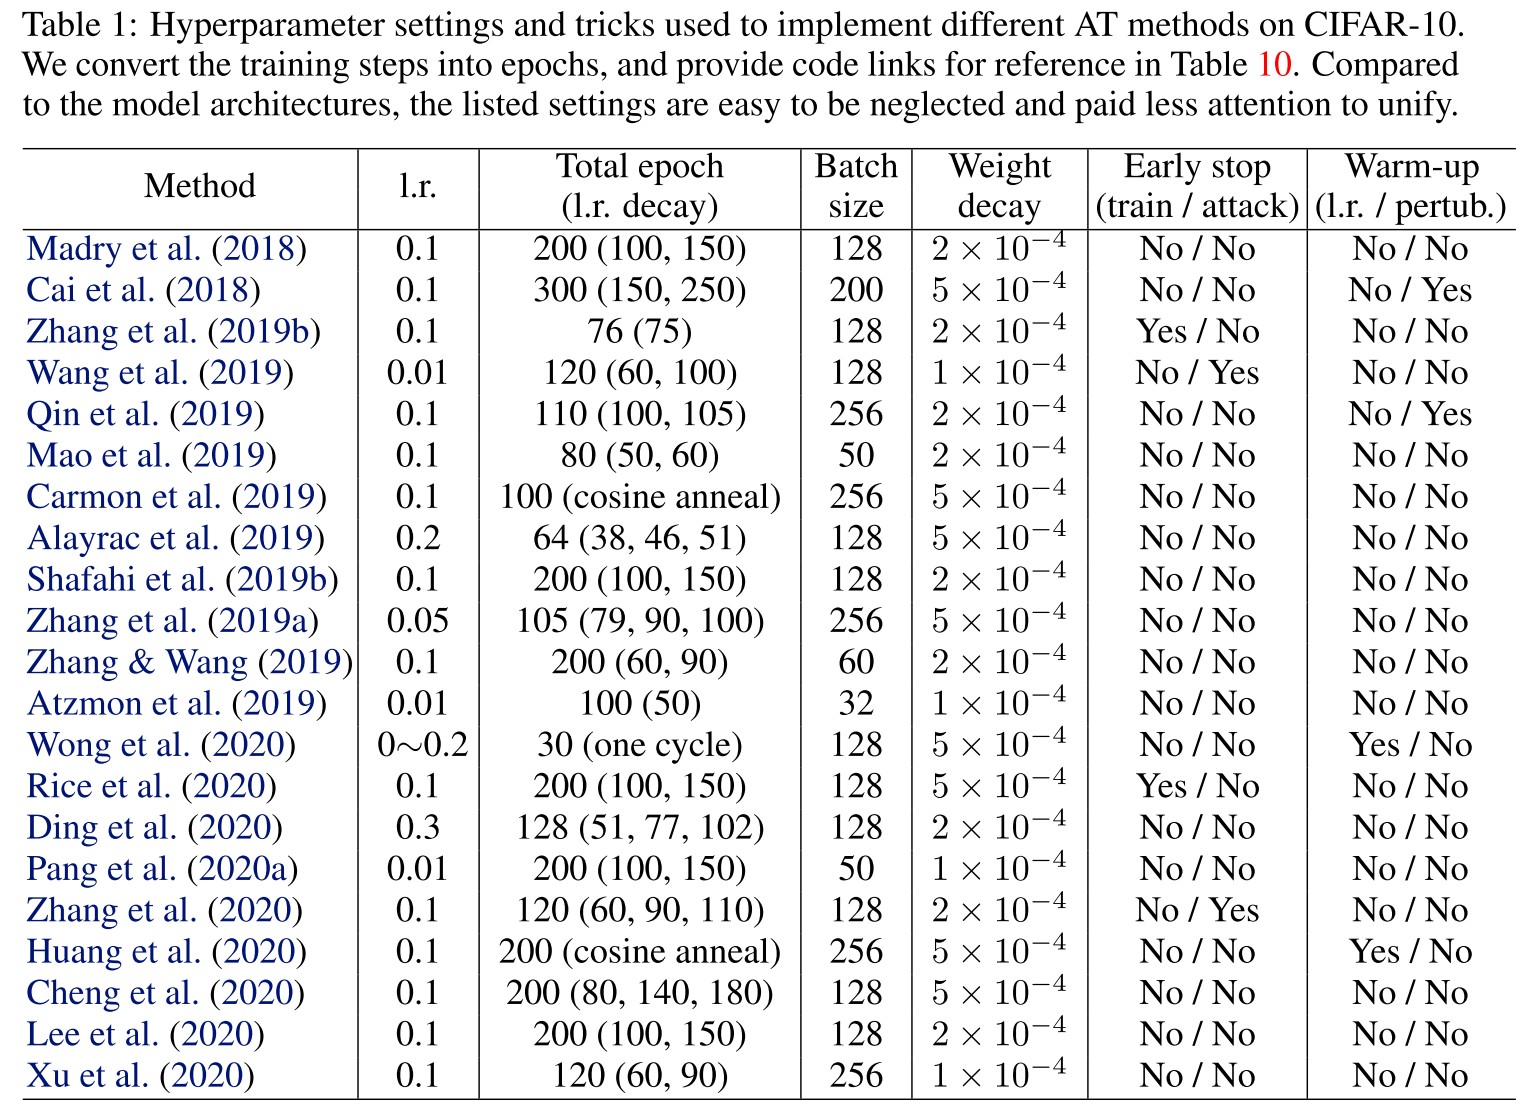 Table 1: Hyperparameter settings and tricks used to implement different AT methods on CIFAR-10.
We convert the training steps into epochs, and provide code links for reference in Table 10. Compared
to the model architectures, the listed settings are easy to be neglected and paid less attention to unify.
Method | l.r. | Total epoch (l.r. decay) | Batch size | Weight decay | Early stop (train / attack) | Warm-up (l.r. / pertub.)
Madry et al. (2018) | 0.1 | 200 (100, 150) | 128 | 2 × 10⁻⁴ | No / No | No / No
Cai et al. (2018) | 0.1 | 300 (150, 250) | 200 | 5 × 10⁻⁴ | No / No | No / Yes
Zhang et al. (2019b) | 0.1 | 76 (75) | 128 | 2 × 10⁻⁴ | Yes / No | No / No
Wang et al. (2019) | 0.01 | 120 (60, 100) | 128 | 1 × 10⁻⁴ | No / Yes | No / No
Qin et al. (2019) | 0.1 | 110 (100, 105) | 256 | 2 × 10⁻⁴ | No / No | No / Yes
Mao et al. (2019) | 0.1 | 80 (50, 60) | 50 | 2 × 10⁻⁴ | No / No | No / No
Carmon et al. (2019) | 0.1 | 100 (cosine anneal) | 256 | 5 × 10⁻⁴ | No / No | No / No
Alayrac et al. (2019) | 0.2 | 64 (38, 46, 51) | 128 | 5 × 10⁻⁴ | No / No | No / No
Shafahi et al. (2019b) | 0.1 | 200 (100, 150) | 128 | 2 × 10⁻⁴ | No / No | No / No
Zhang et al. (2019a) | 0.05 | 105 (79, 90, 100) | 256 | 5 × 10⁻⁴ | No / No | No / No
Zhang & Wang (2019) | 0.1 | 200 (60, 90) | 60 | 2 × 10⁻⁴ | No / No | No / No
Atzmon et al. (2019) | 0.01 | 100 (50) | 32 | 1 × 10⁻⁴ | No / No | No / No
Wong et al. (2020) | 0∼0.2 | 30 (one cycle) | 128 | 5 × 10⁻⁴ | No / No | Yes / No
Rice et al. (2020) | 0.1 | 200 (100, 150) | 128 | 5 × 10⁻⁴ | Yes / No | No / No
Ding et al. (2020) | 0.3 | 128 (51, 77, 102) | 128 | 2 × 10⁻⁴ | No / No | No / No
Pang et al. (2020a) | 0.01 | 200 (100, 150) | 50 | 1 × 10⁻⁴ | No / No | No / No
Zhang et al. (2020) | 0.1 | 120 (60, 90, 110) | 128 | 2 × 10⁻⁴ | No / Yes | No / No
Huang et al. (2020) | 0.1 | 200 (cosine anneal) | 256 | 5 × 10⁻⁴ | No / No | Yes / No
Cheng et al. (2020) | 0.1 | 200 (80, 140, 180) | 128 | 5 × 10⁻⁴ | No / No | No / No
Lee et al. (2020) | 0.1 | 200 (100, 150) | 128 | 2 × 10⁻⁴ | No / No | No / No
Xu et al. (2020) | 0.1 | 120 (60, 90) | 256 | 1 × 10⁻⁴ | No / No | No / No